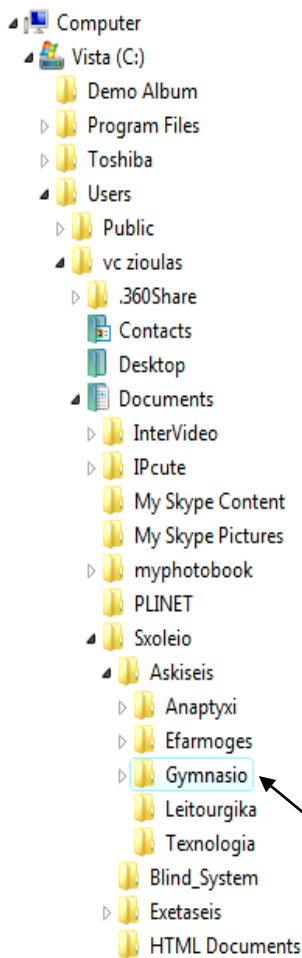 Computer
Vista (C:)
Demo Album
Program Files
Toshiba
Users
Public
vc zioulas
.360Share
Contacts
Desktop
Documents
InterVideo
IPcute
My Skype Content
My Skype Pictures
myphotobook
PLINET
Sxoleio
Askiseis
Anaptyxi
Efarmoges
Gymnasio
Leitourgika
Texnologia
Blind_System
Exetaseis
HTML Documents